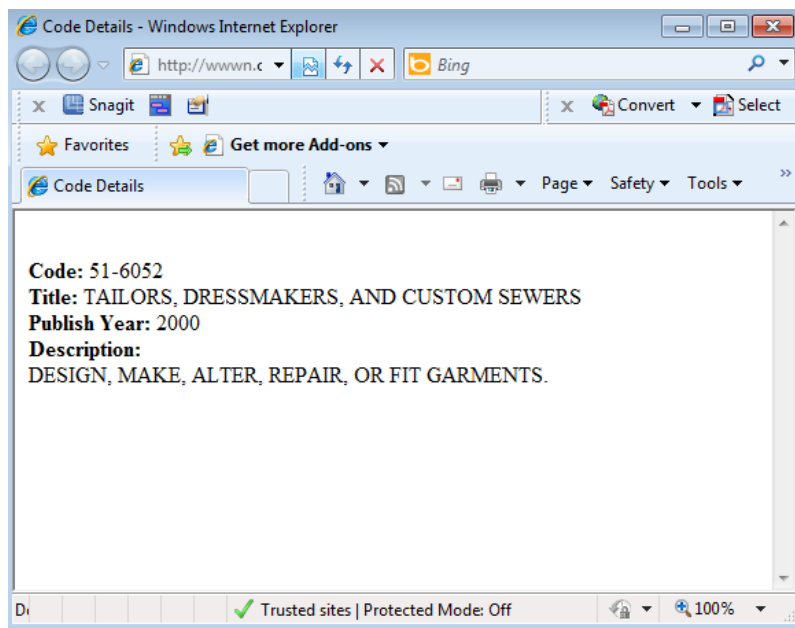 Code Details - Windows Internet Explorer
http://wwwn.c
Bing
x Snagit
x Convert Select
Favorites Get more Add-ons
Code Details
Page Safety Tools »
Code: 51-6052
Title: TAILORS, DRESSMAKERS, AND CUSTOM SEWERS
Publish Year: 2000
Description:
DESIGN, MAKE, ALTER, REPAIR, OR FIT GARMENTS.
Trusted sites | Protected Mode: Off
100%